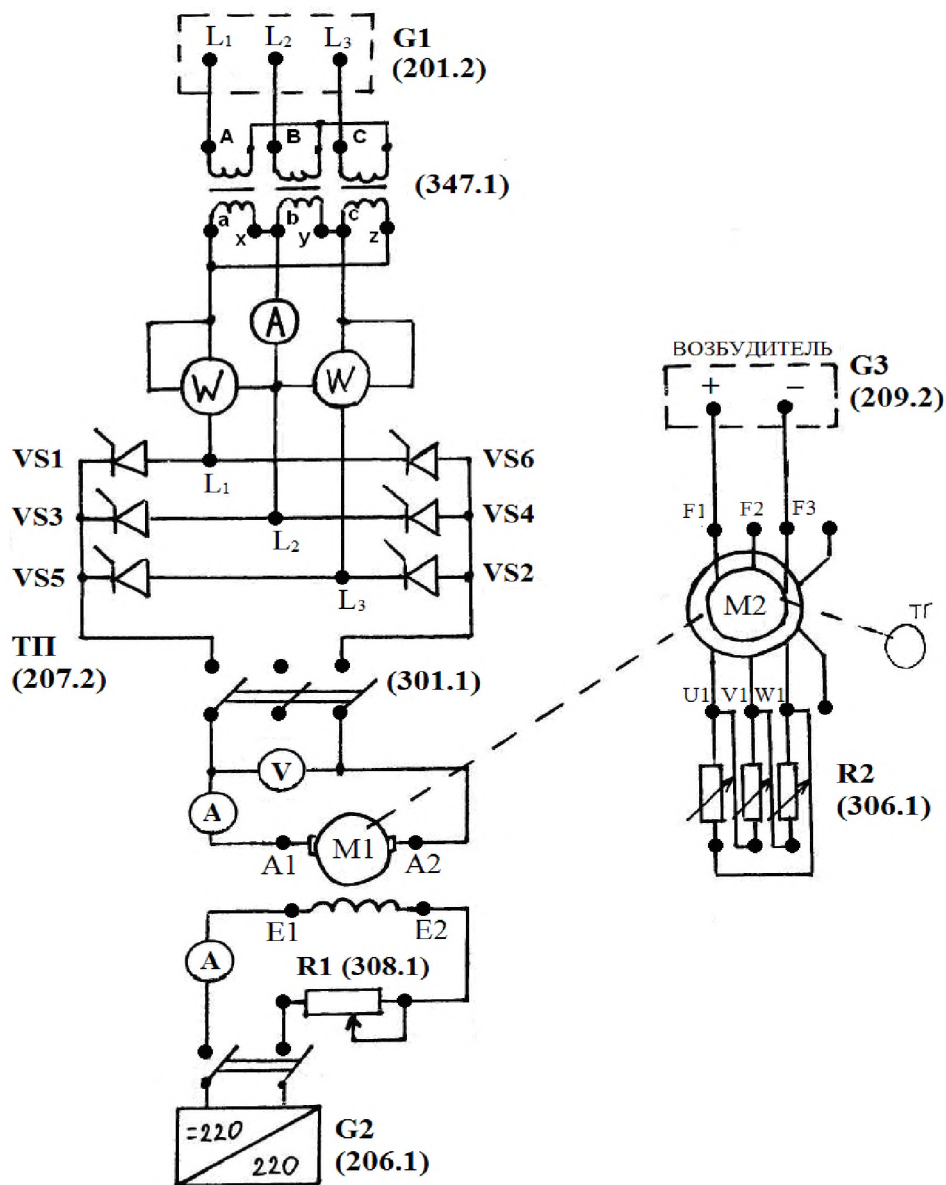 L₁ L₂ L₃ G1
(201.2)
A B C
(347.1)
a b c
x y z
A
W W
ВОЗБУДИТЕЛЬ
G3
+ −
(209.2)
VS1 VS6
L₁
VS3 VS4
L₂
VS5 VS2
L₃
F1 F2 F3
M2
ТГ
ТП
(207.2)
(301.1)
U1 V1 W1
V
A
R2
(306.1)
A1 M1 A2
E1 E2
A
R1 (308.1)
=220
220
G2
(206.1)